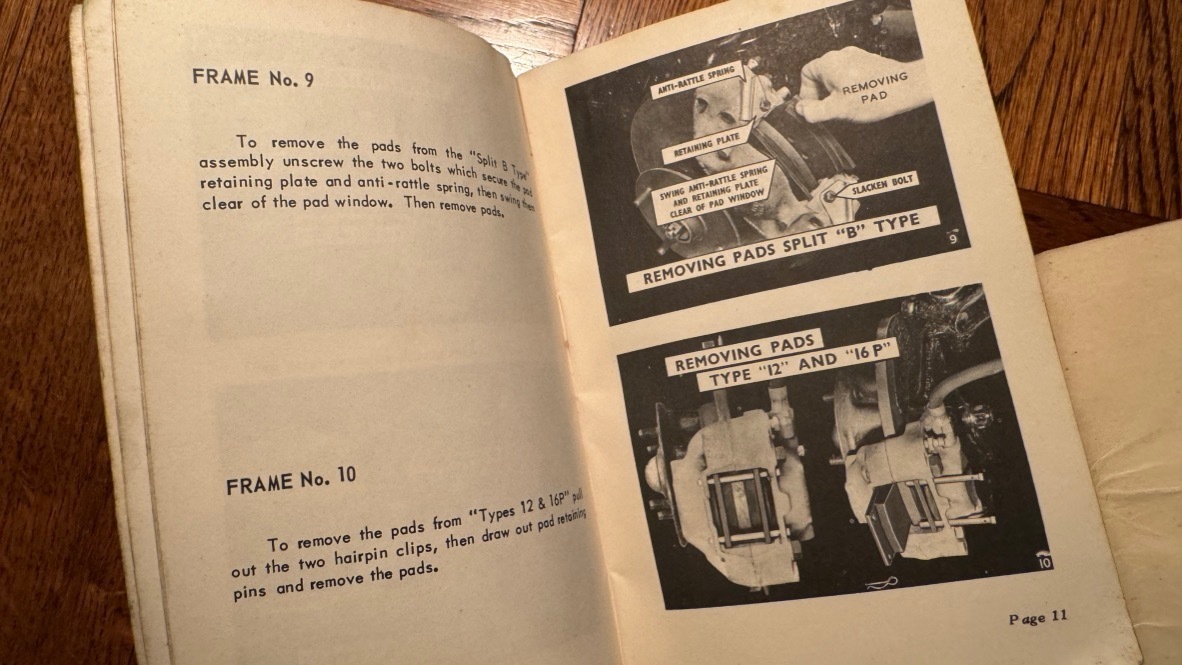 FRAME No. 9
To remove the pads from the "Split B Type"
assembly unscrew the two bolts which secure the pad
retaining plate and anti-rattle spring, then swing them
clear of the pad window. Then remove pads.
FRAME No. 10
To remove the pads from "Types 12 & 16P" pull
out the two hairpin clips, then draw out pad retaining
pins and remove the pads.
ANTI-RATTLE SPRING
REMOVING
PAD
RETAINING PLATE
SWING ANTI-RATTLE SPRING
AND RETAINING PLATE
CLEAR OF PAD WINDOW
SLACKEN BOLT
REMOVING PADS SPLIT "B" TYPE
9
REMOVING PADS
TYPE "12" AND "16 P"
10
Page 11